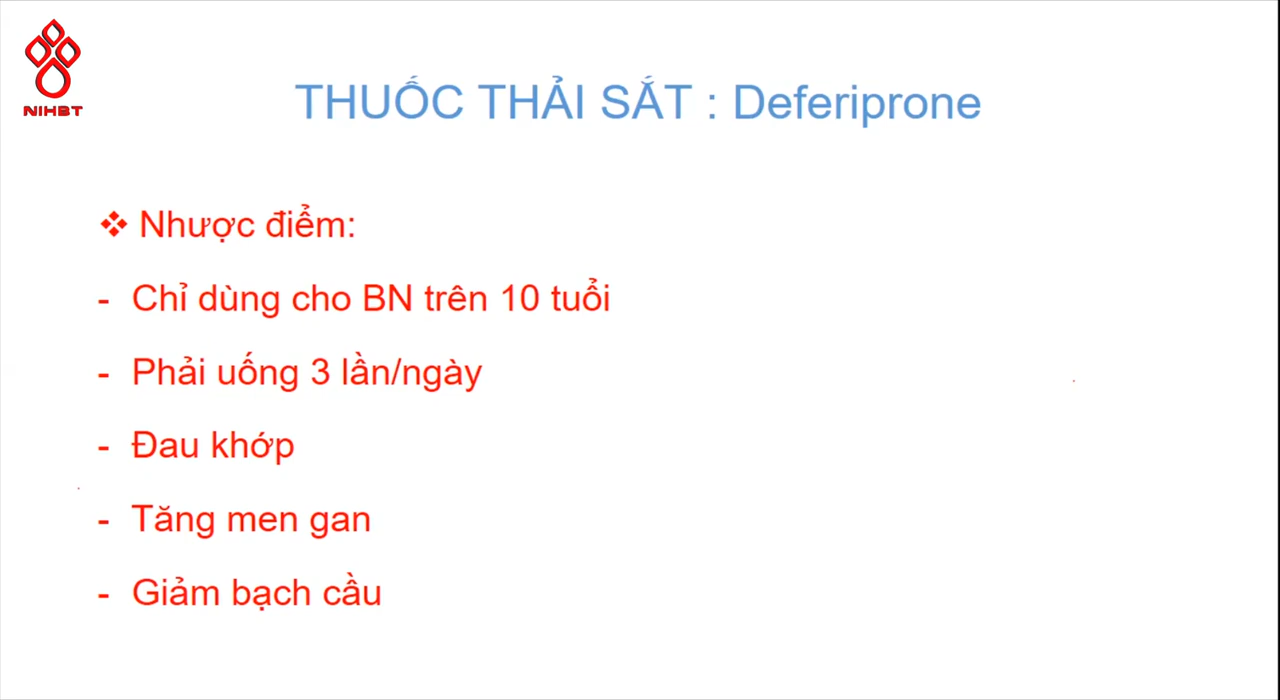 NIHBT
THUỐC THẢI SẮT : Deferiprone
❖ Nhược điểm:
- Chỉ dùng cho BN trên 10 tuổi
- Phải uống 3 lần/ngày
- Đau khớp
- Tăng men gan
- Giảm bạch cầu